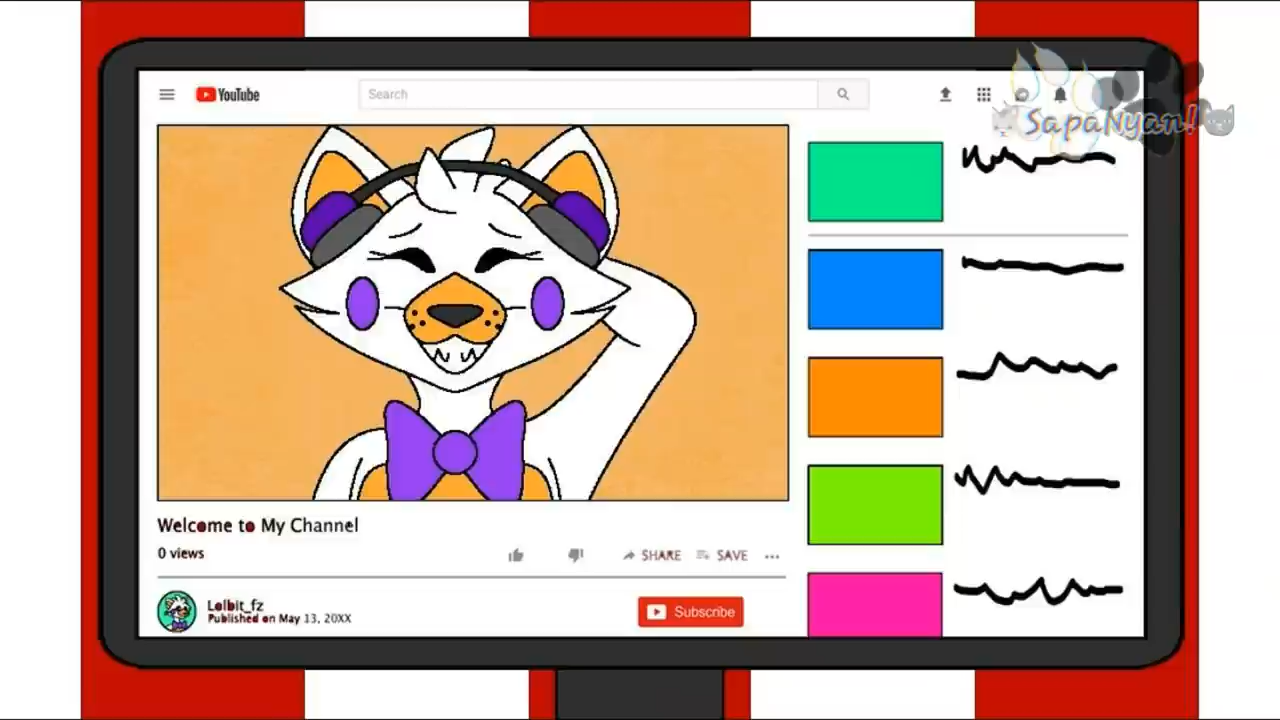 YouTube
Search
SapaNyan!
Welcome to My Channel
0 views
SHARE
SAVE
Lolbit_fz
Published on May 13, 20XX
Subscribe